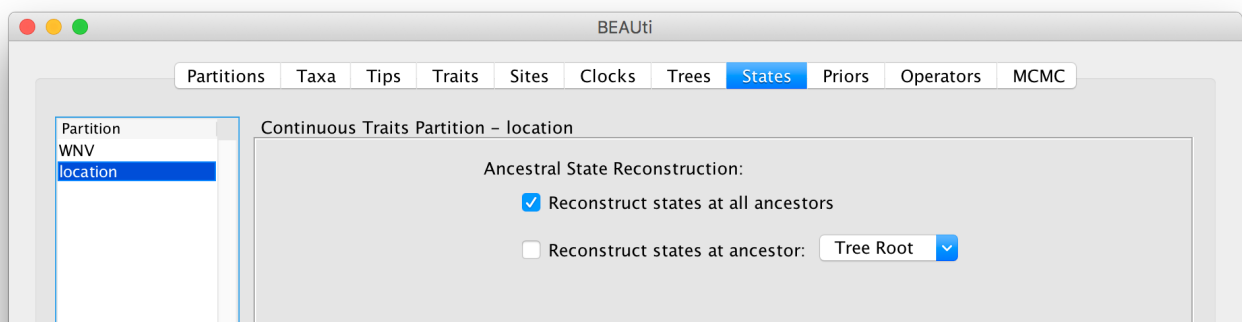 BEAUti
Partitions Taxa Tips Traits Sites Clocks Trees States Priors Operators MCMC
Partition
WNV
location
Continuous Traits Partition – location
Ancestral State Reconstruction:
Reconstruct states at all ancestors
Reconstruct states at ancestor: Tree Root